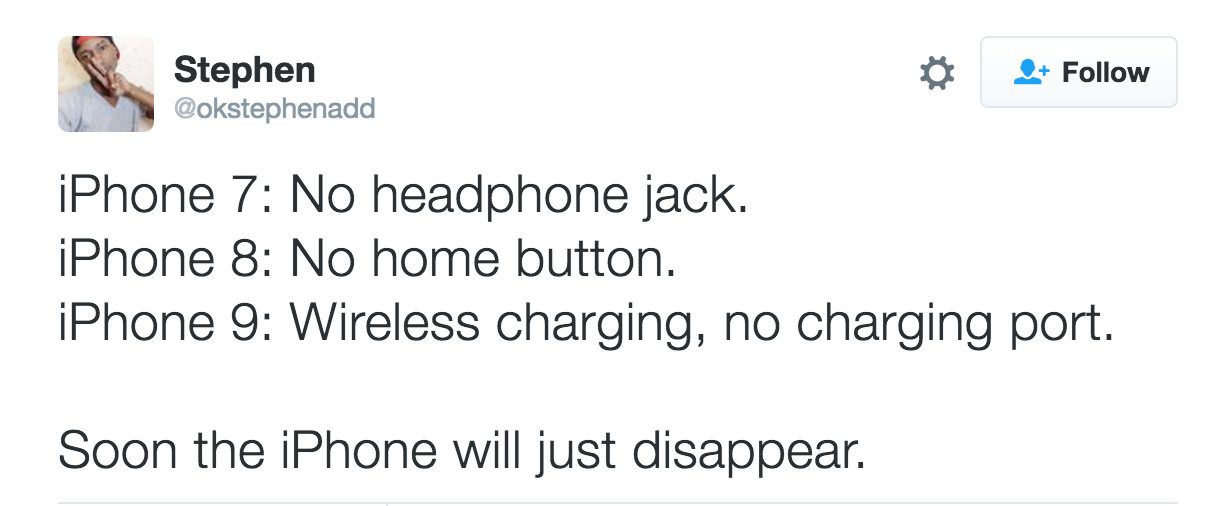 Stephen
@okstephenadd
Follow
iPhone 7: No headphone jack.
iPhone 8: No home button.
iPhone 9: Wireless charging, no charging port.
Soon the iPhone will just disappear.